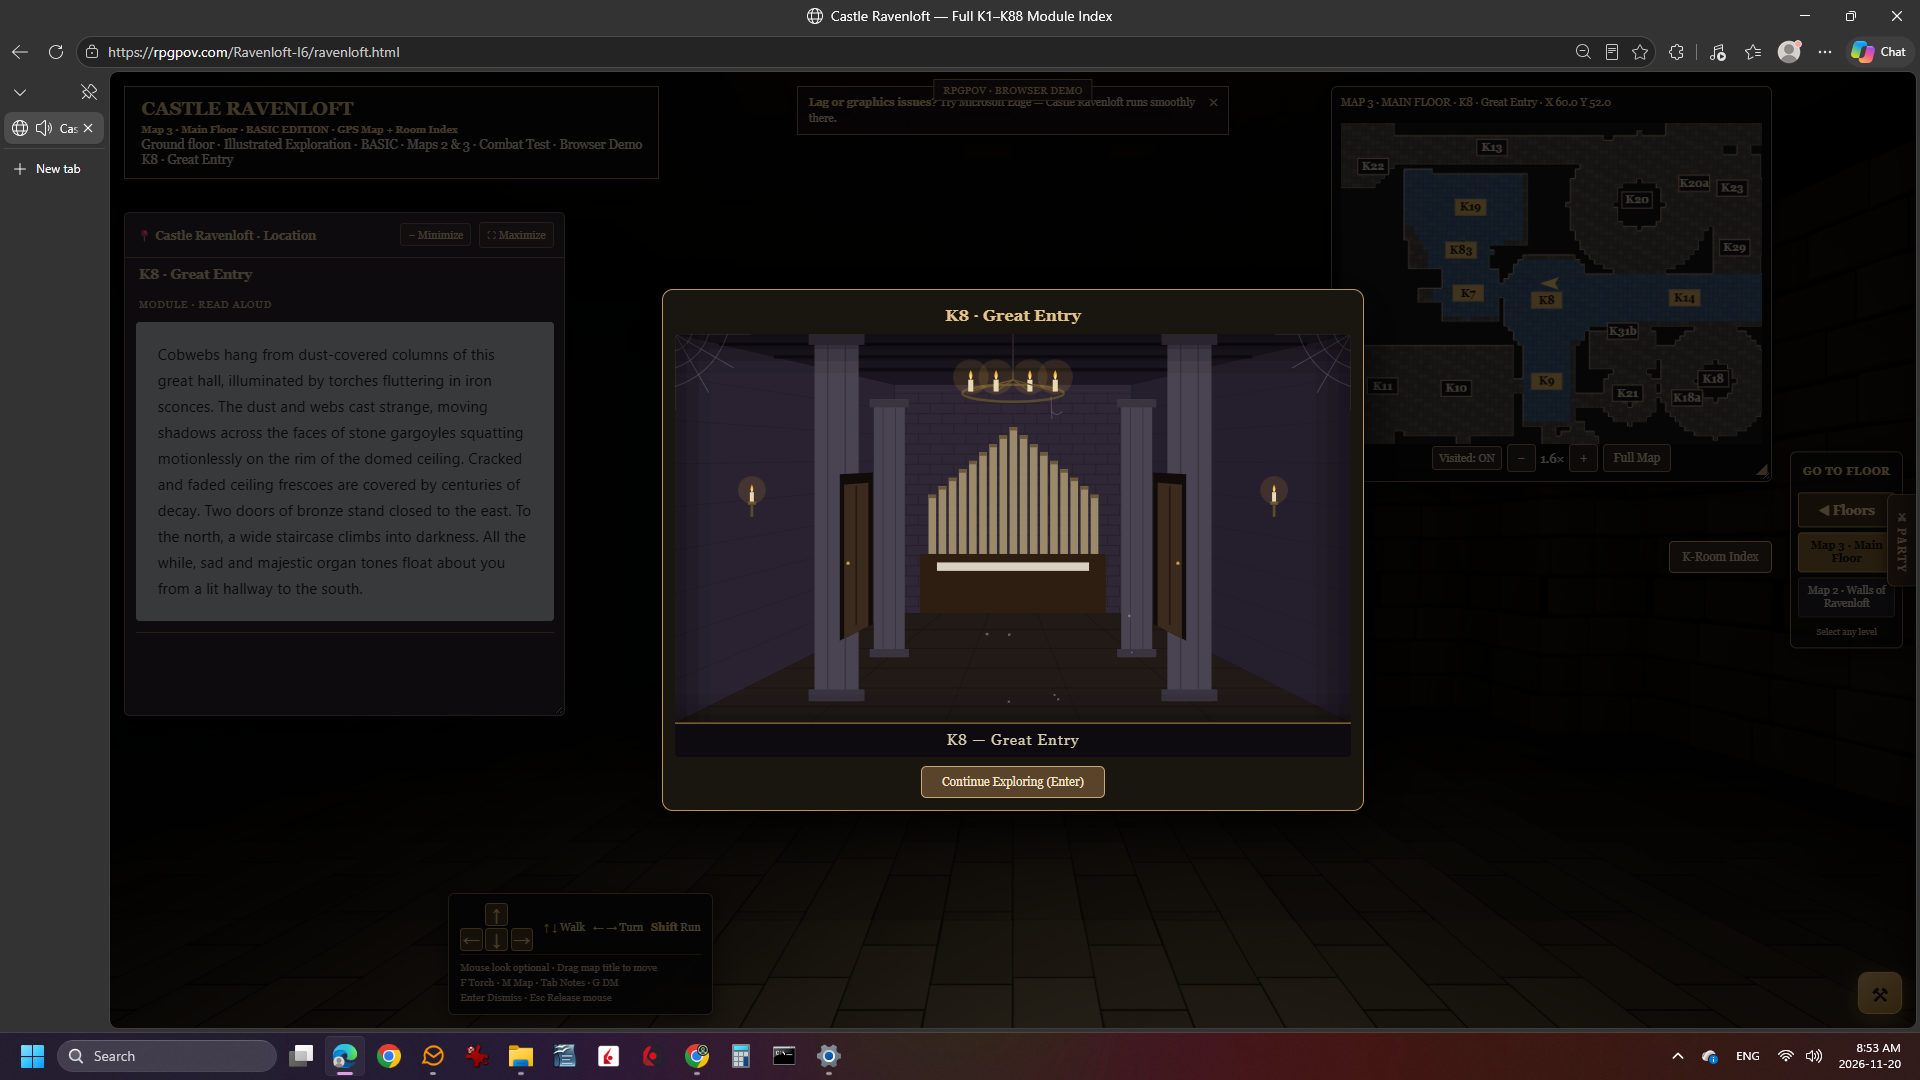 Castle Ravenloft — Full K1–K88 Module Index
https://rpgpov.com/Ravenloft-I6/ravenloft.html
Chat
Cas
New tab
CASTLE RAVENLOFT
Map 3 · Main Floor · BASIC EDITION · GPS Map + Room Index
Ground floor · Illustrated Exploration · BASIC · Maps 2 & 3 · Combat Test · Browser Demo
K8 · Great Entry
RPGPOV · BROWSER DEMO
Lag or graphics issues? Try Microsoft Edge — Castle Ravenloft runs smoothly
there.
MAP 3 · MAIN FLOOR · K8 · Great Entry · X 60.0 Y 52.0
K13
K22
K20a
K23
K20
K19
K83
K29
K7
K8
K14
K31b
K9
K11
K10
K18
K21
K18a
Visited: ON
−
1.6×
+
Full Map
Castle Ravenloft · Location
− Minimize
Maximize
K8 · Great Entry
MODULE · READ ALOUD
Cobwebs hang from dust-covered columns of this
great hall, illuminated by torches fluttering in iron
sconces. The dust and webs cast strange, moving
shadows across the faces of stone gargoyles squatting
motionlessly on the rim of the domed ceiling. Cracked
and faded ceiling frescoes are covered by centuries of
decay. Two doors of bronze stand closed to the east. To
the north, a wide staircase climbs into darkness. All the
while, sad and majestic organ tones float about you
from a lit hallway to the south.
K8 · Great Entry
K8 — Great Entry
Continue Exploring (Enter)
GO TO FLOOR
◀ Floors
Map 3 · Main
Floor
Map 2 · Walls of
Ravenloft
Select any level
PARTY
K-Room Index
↑
← ↓ →
↑↓ Walk ←→ Turn Shift Run
Mouse look optional · Drag map title to move
F Torch · M Map · Tab Notes · G DM
Enter Dismiss · Esc Release mouse
Search
ENG
8:53 AM
2026-11-20